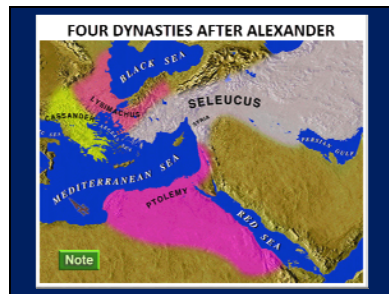 FOUR DYNASTIES AFTER ALEXANDER
BLACK SEA
LYSIMACHUS
SELEUCUS
CASSANDER
SYRIA
PERSIAN GULF
MEDITERRANEAN SEA
PTOLEMY
RED SEA
Note